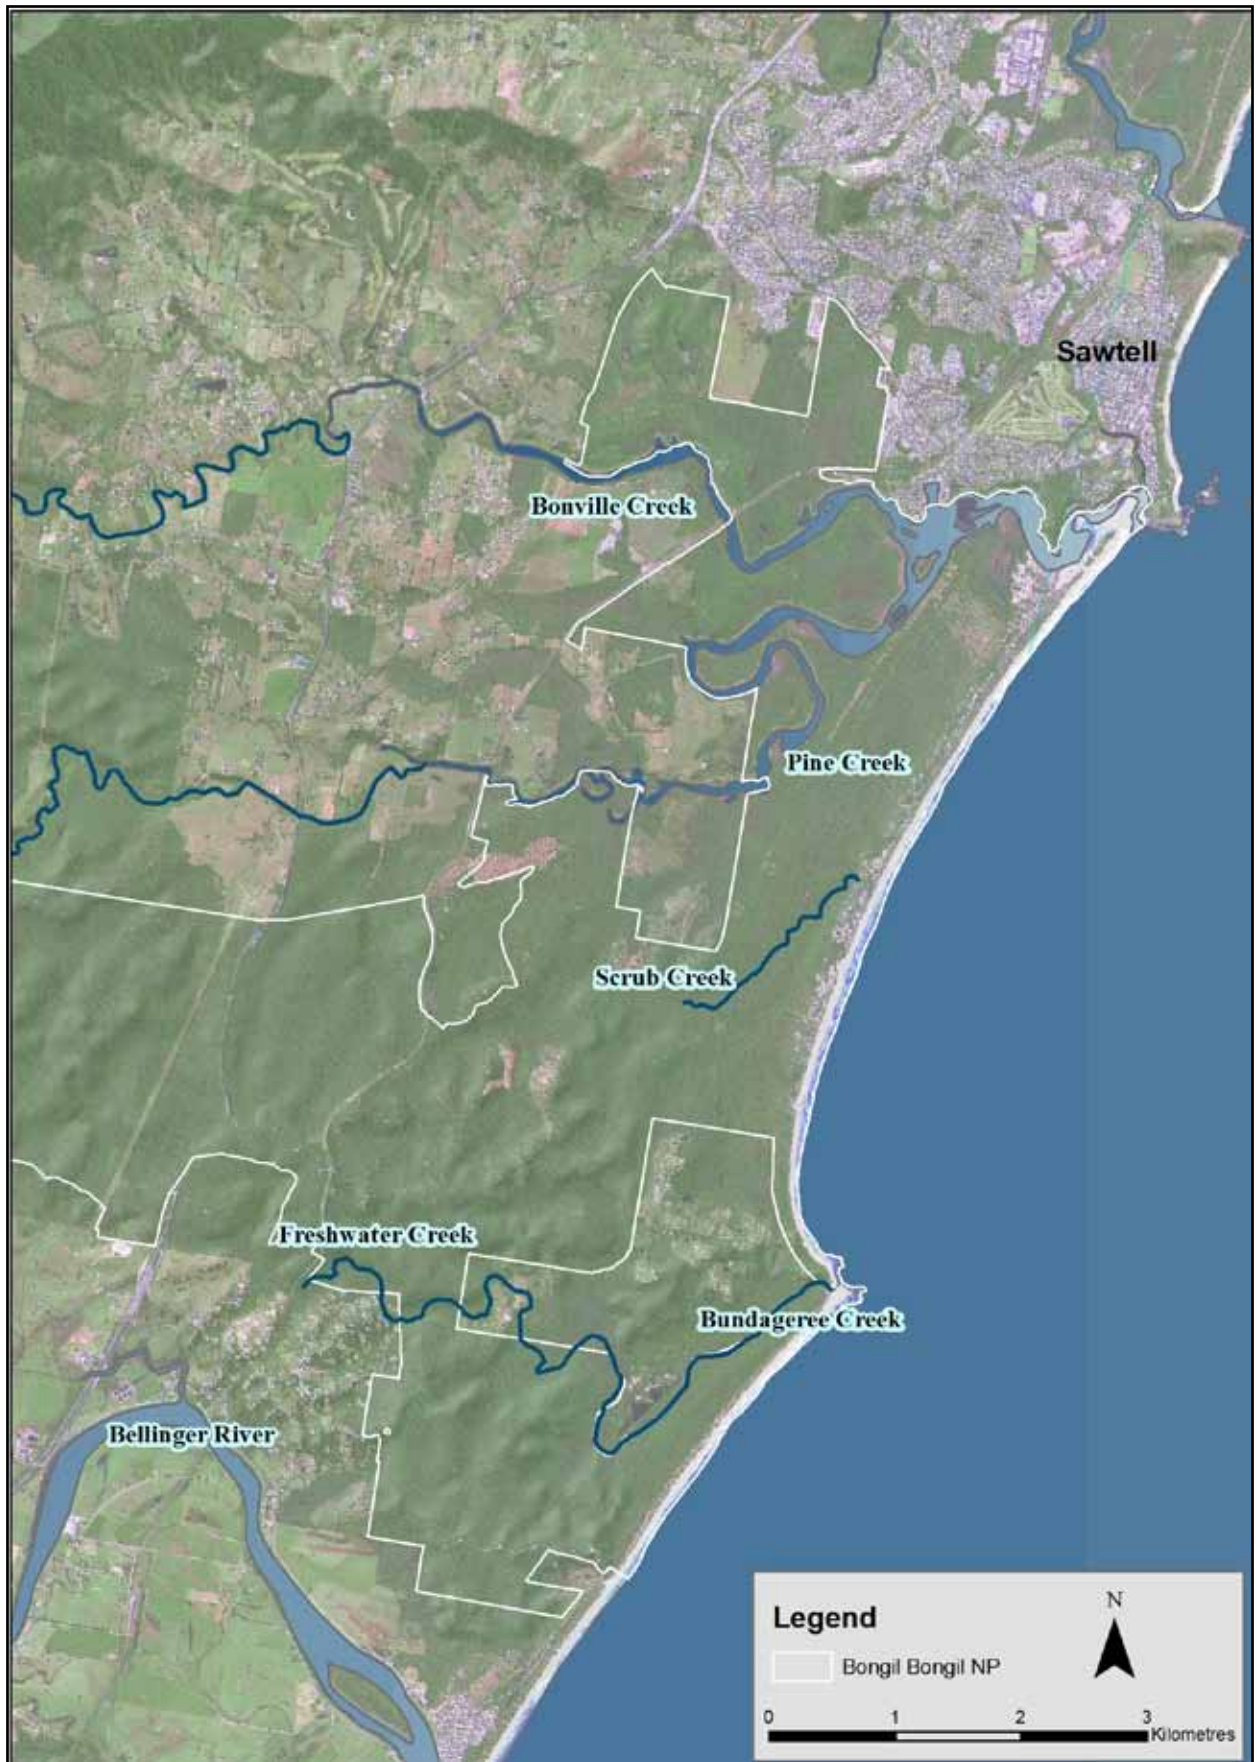 Sawtell
Bonville Creek
Pine Creek
Scrub Creek
Freshwater Creek
Bundageree Creek
Bellinger River
Legend
N
Bongil Bongil NP
0 1 2 3
Kilometres